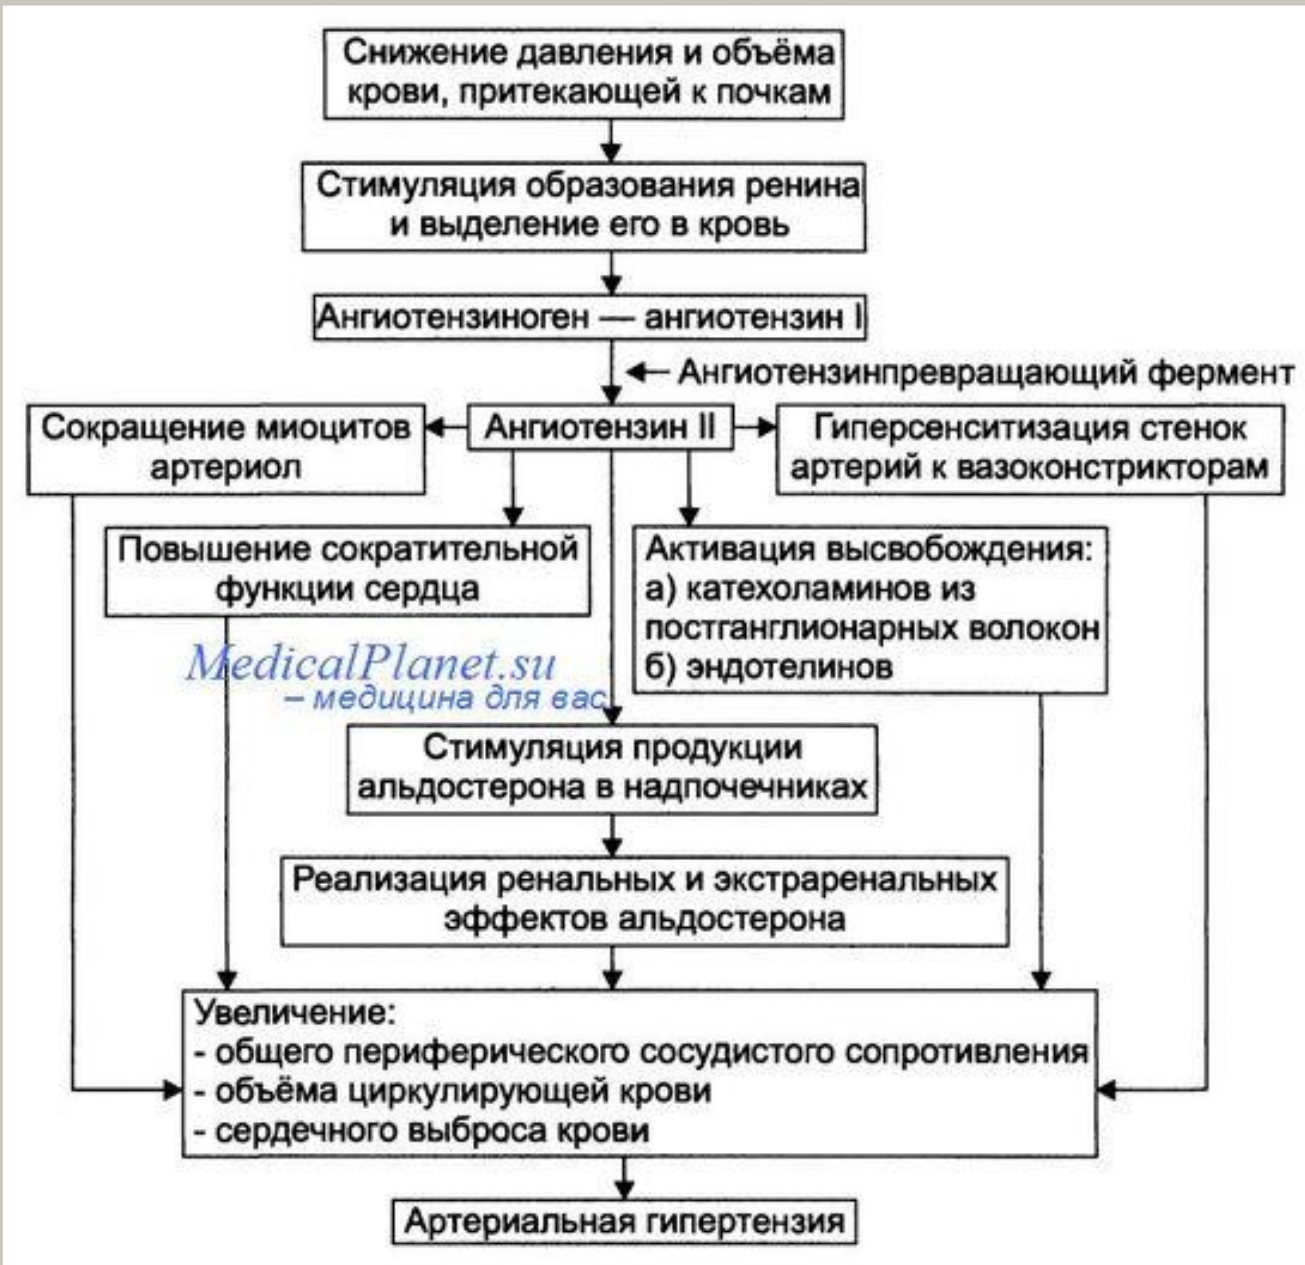 Снижение давления и объёма
крови, притекающей к почкам
Стимуляция образования ренина
и выделение его в кровь
Ангиотензиноген — ангиотензин I
Ангиотензинпревращающий фермент
Сокращение миоцитов
артериол
Ангиотензин II
Гиперсенситизация стенок
артерий к вазоконстрикторам
Повышение сократительной
функции сердца
Активация высвобождения:
а) катехоламинов из
постганглионарных волокон
б) эндотелинов
MedicalPlanet.su
– медицина для вас
Стимуляция продукции
альдостерона в надпочечниках
Реализация ренальных и экстраренальных
эффектов альдостерона
Увеличение:
- общего периферического сосудистого сопротивления
- объёма циркулирующей крови
- сердечного выброса крови
Артериальная гипертензия